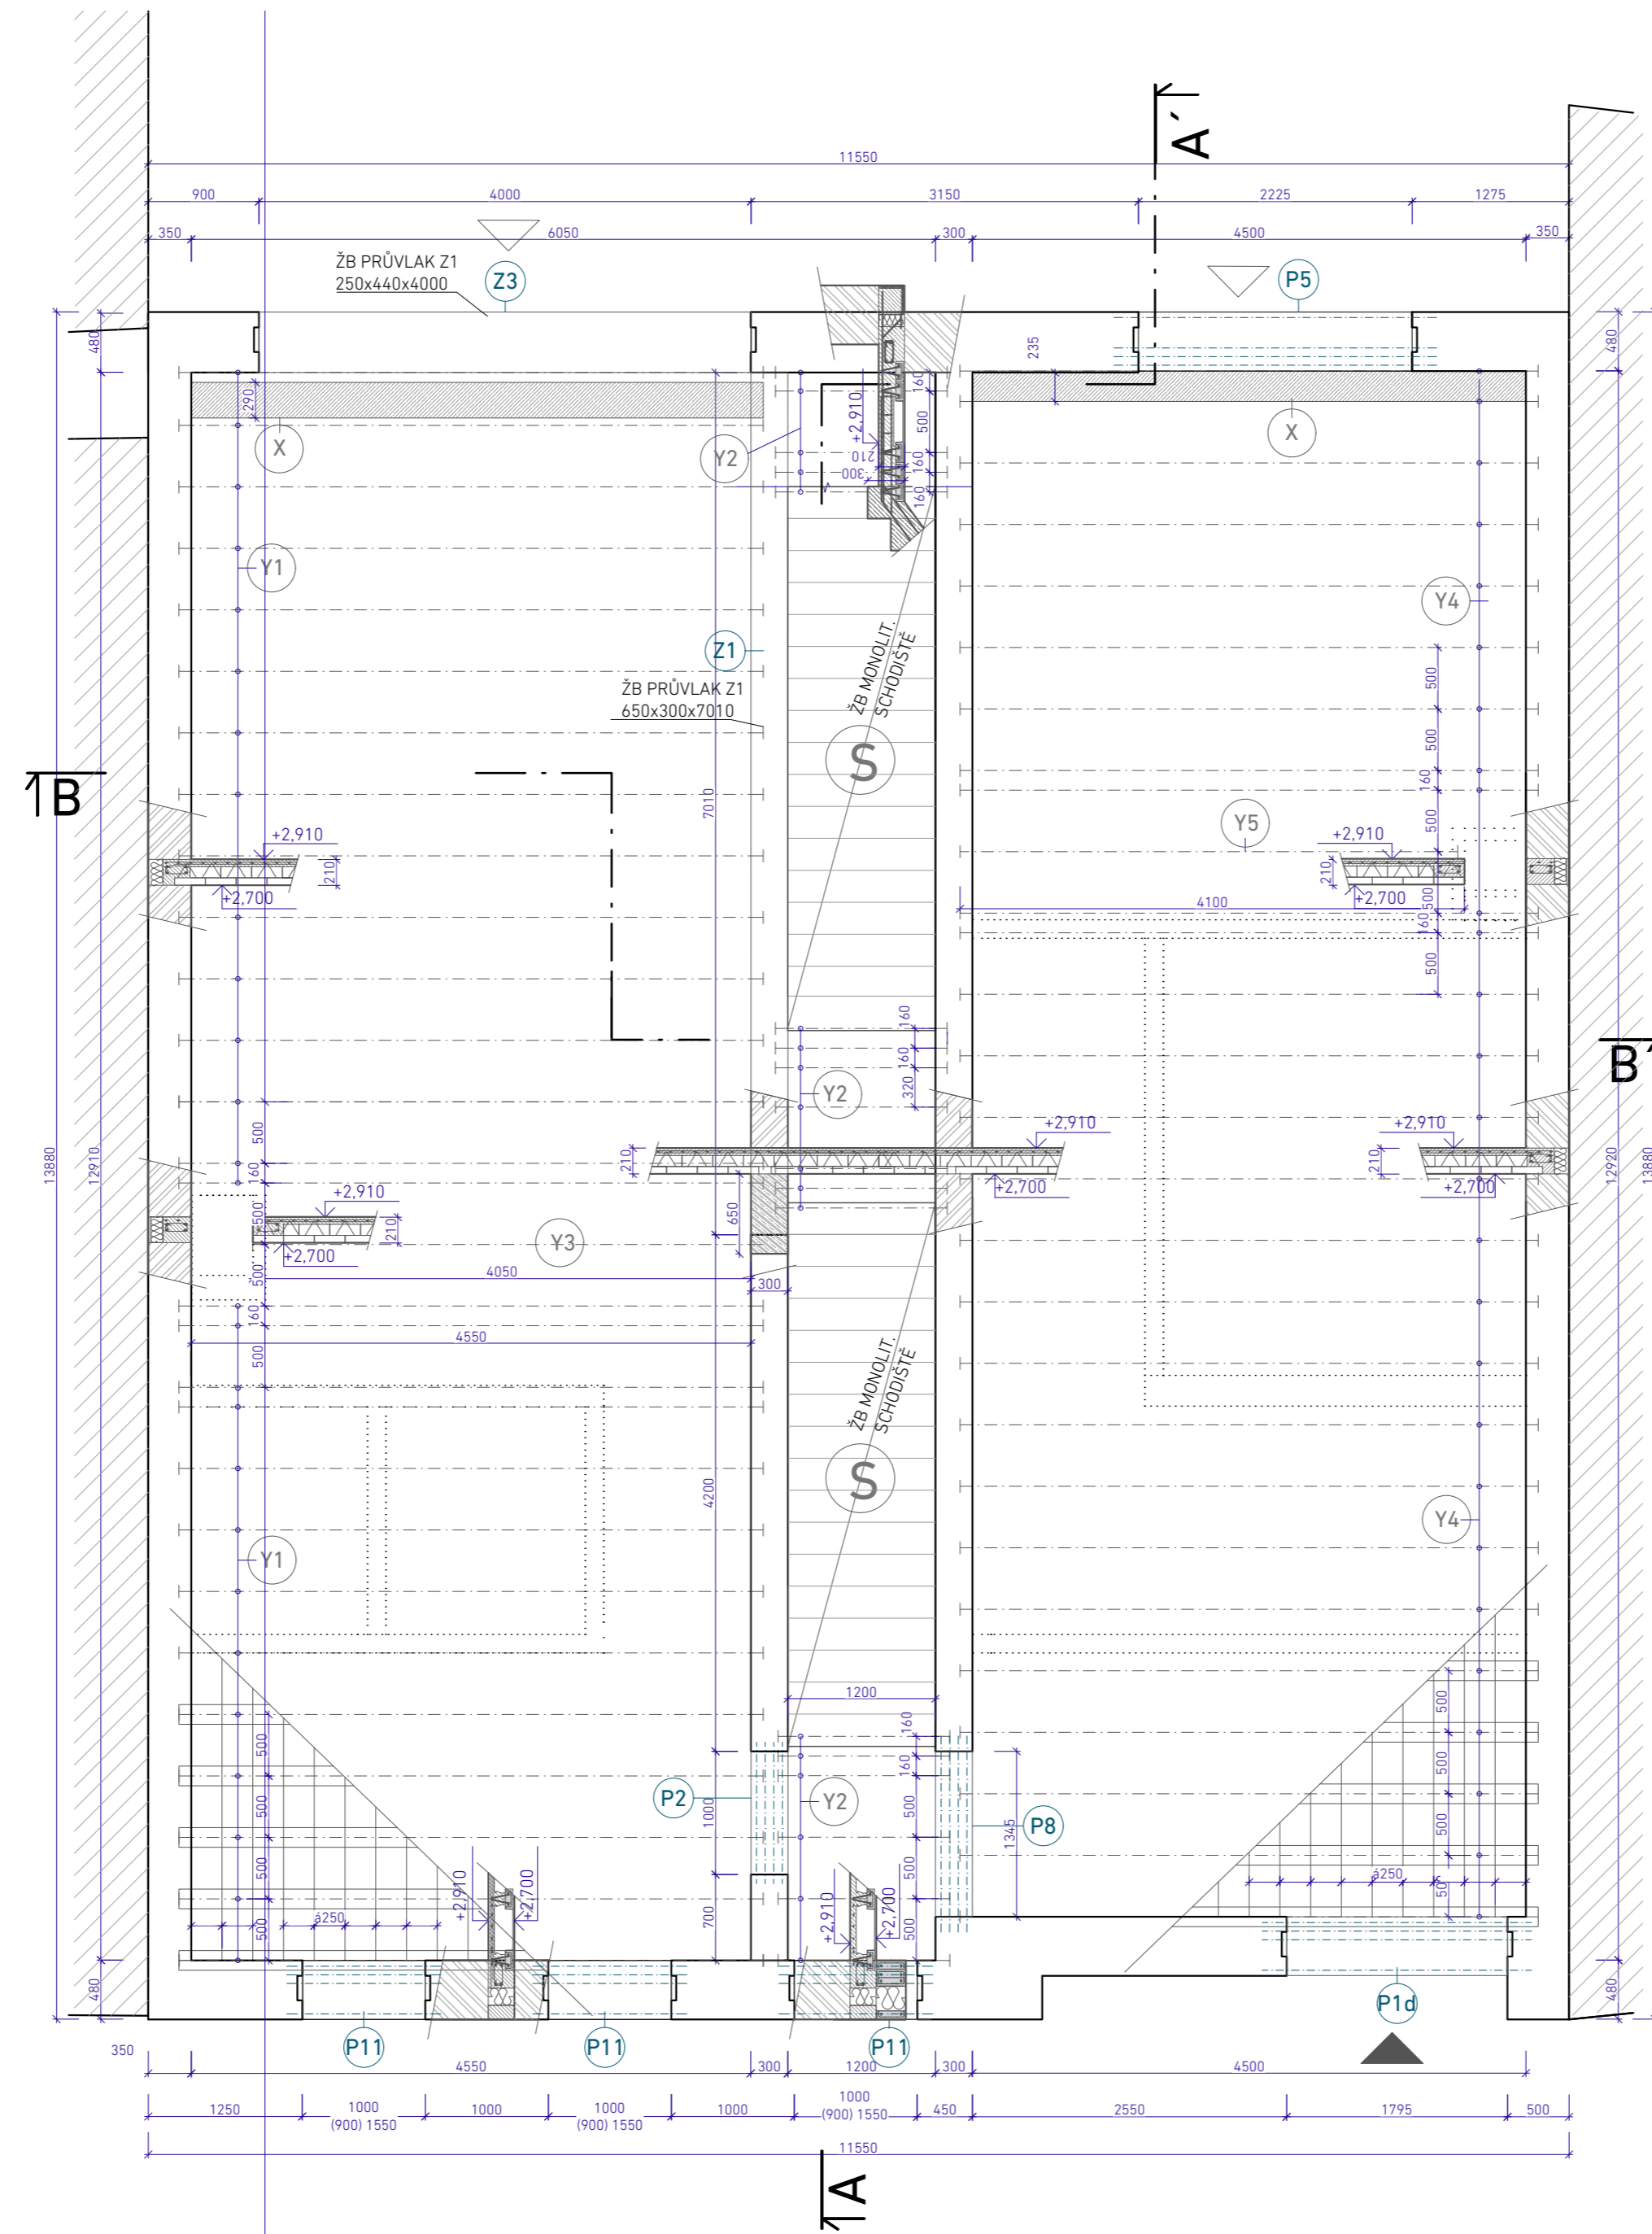 A´
11550
900
4000
3150
2225
1275
350
6050
300
4500
350
ŽB PRŮVLAK Z1
250x440x4000
Z3
P5
480
235
480
290
X
Y2
+2,910
210
300
160
500
160
160
X
Y1
Y4
Z1
ŽB PRŮVLAK Z1
650x300x7010
ŽB MONOLIT.
SCHODIŠTĚ
S
500
500
160
500
B
7010
Y5
+2,910
210
+2,700
+2,910
210
+2,700
4100
500
160
500
160
160
320
B´
Y2
13880
12910
500
160
+2,910
210
+2,700
+2,910
210
+2,700
12920
13880
500
+2,910
210
+2,700
650
Y3
500
4050
300
160
4550
500
ŽB MONOLIT.
SCHODIŠTĚ
S
4200
Y1
Y4
1200
160
160
500
500
500
P2
1000
Y2
500
1345
P8
500
500
500
500
á250
+2,910
+2,700
700
+2,910
+2,700
500
500
á250
50
480
480
P11
P11
P11
P1d
350
4550
300
1200
300
4500
1250
1000
(900) 1550
1000
1000
(900) 1550
1000
1000
(900) 1550
450
2550
1795
500
11550
A